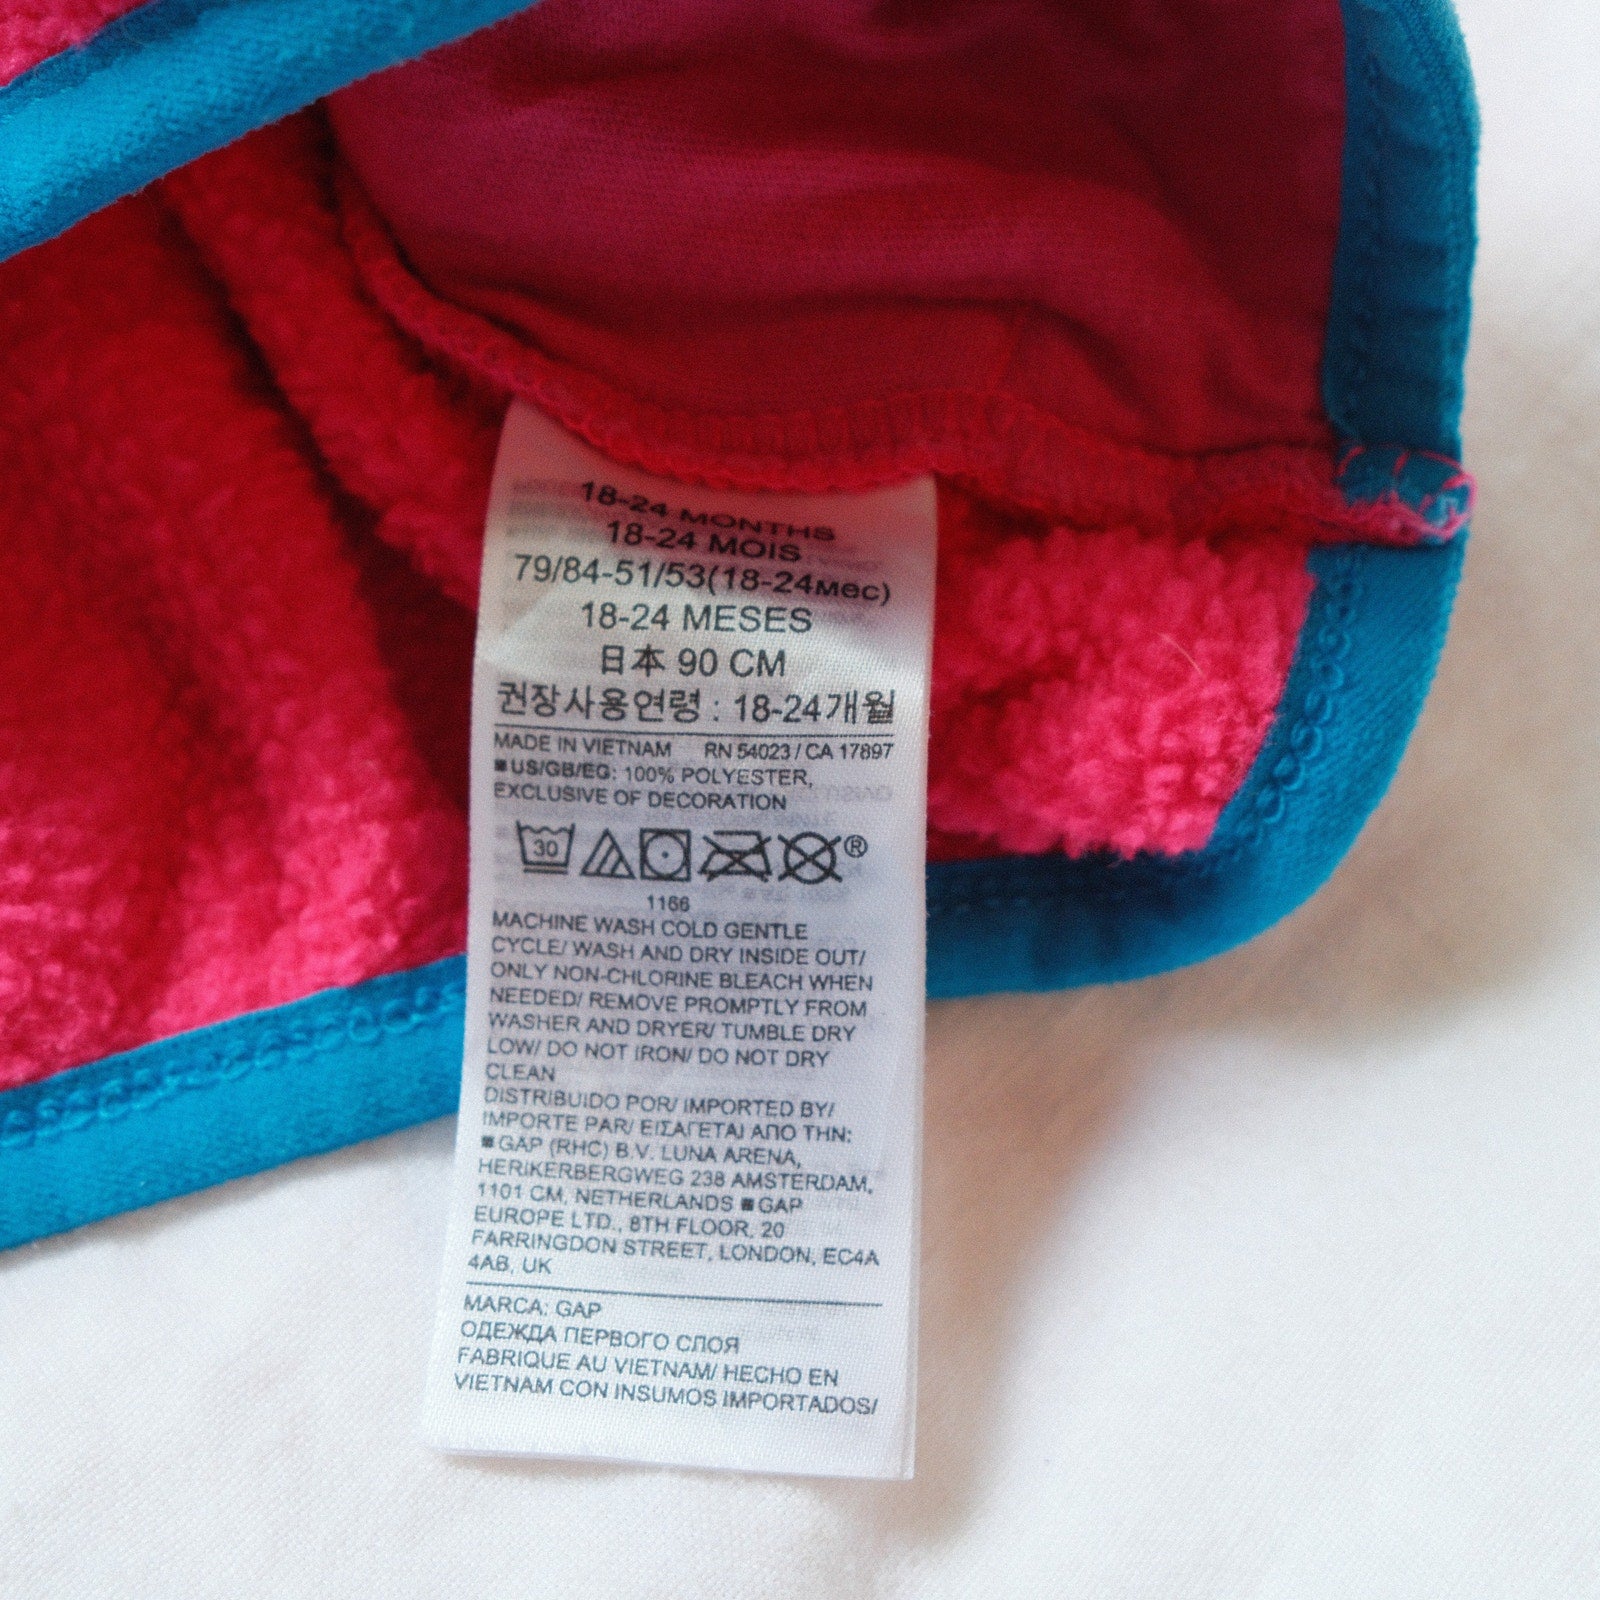 18-24 MONTHS
18-24 MOIS
79/84-51/53(18-24мес)
18-24 MESES
日本 90 CM
권장사용연령 : 18-24개월
MADE IN VIETNAM RN 54023 / CA 17897
■US/GB/EG: 100% POLYESTER,
EXCLUSIVE OF DECORATION
30 ®
1166
MACHINE WASH COLD GENTLE
CYCLE/ WASH AND DRY INSIDE OUT/
ONLY NON-CHLORINE BLEACH WHEN
NEEDED/ REMOVE PROMPTLY FROM
WASHER AND DRYER/ TUMBLE DRY
LOW/ DO NOT IRON/ DO NOT DRY
CLEAN
DISTRIBUIDO POR/ IMPORTED BY/
IMPORTE PAR/ ΕΙΣΑΓΕΤΑΙ ΑΠΟ ΤΗΝ:
■GAP (RHC) B.V. LUNA ARENA,
HERIKERBERGWEG 238 AMSTERDAM,
1101 CM, NETHERLANDS ■GAP
EUROPE LTD., 8TH FLOOR, 20
FARRINGDON STREET, LONDON, EC4A
4AB, UK
MARCA: GAP
ОДЕЖДА ПЕРВОГО СЛОЯ
FABRIQUE AU VIETNAM/ HECHO EN
VIETNAM CON INSUMOS IMPORTADOS/